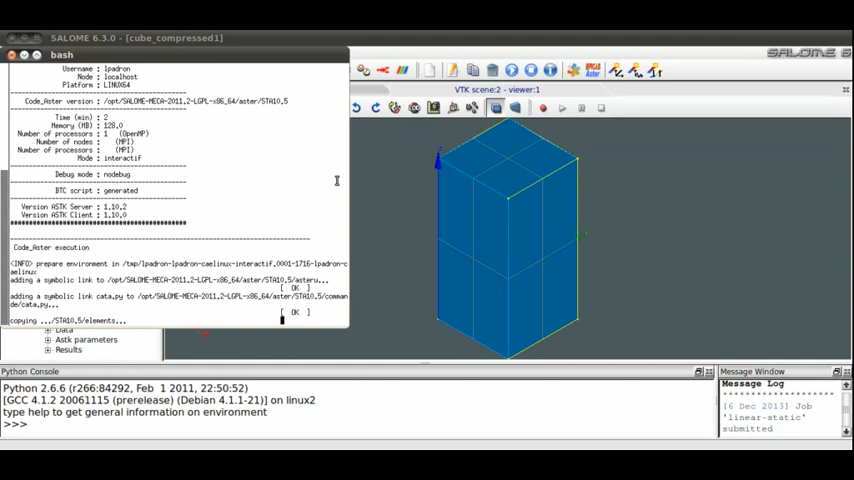 SALOME 6.3.0 - [cube_compressed1]
SALOME 6
bash
Username : lpadron
Node : localhost
Platform : LINUX64
Code_Aster version : /opt/SALOME-MECA-2011.2-LGPL-x86_64/aster/STA10.5
Time (min) : 2
Memory (MB) : 128.0
Number of processors : 1 (OpenMP)
Number of nodes : (MPI)
Number of processors : (MPI)
Mode : interactif
Debug mode : nodebug
BTC script : generated
Version ASTK Server : 1.10.2
Version ASTK Client : 1.10.0
Code_Aster execution
<INFO> prepare environment in /tmp/lpadron-lpadron-caelinux-interactif.0001-1716-lpadron-c
aelinux
adding a symbolic link to /opt/SALOME-MECA-2011.2-LGPL-x86_64/aster/STA10.5/asteru...
[ OK ]
adding a symbolic link cata.py to /opt/SALOME-MECA-2011.2-LGPL-x86_64/aster/STA10.5/comman
de/cata.py...
[ OK ]
copying .../STA10.5/elements...
VTK scene:2 - viewer:1
Z
Data
Astk parameters
Results
Python Console
Python 2.6.6 (r266:84292, Feb 1 2011, 22:50:52)
[GCC 4.1.2 20061115 (prerelease) (Debian 4.1.1-21)] on linux2
type help to get general information on environment
>>>
Message Window
Message Log
********************
[6 Dec 2013] Job
'linear-static'
submitted